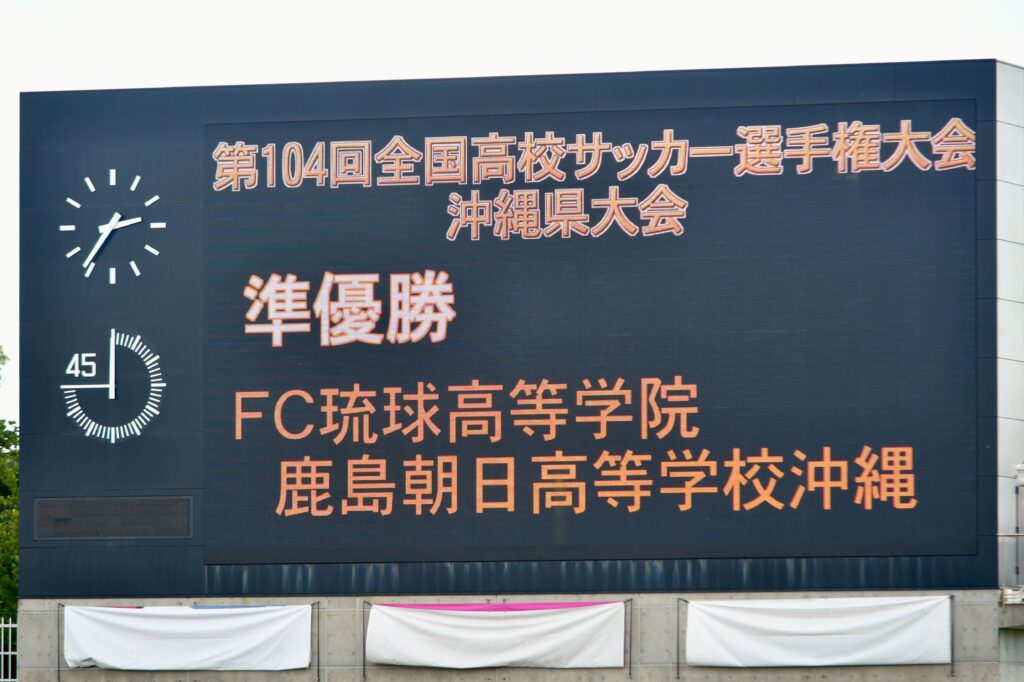 第104回全国高校サッカー選手権大会
沖縄県大会
準優勝
FC琉球高等学院
鹿島朝日高等学校沖縄
45